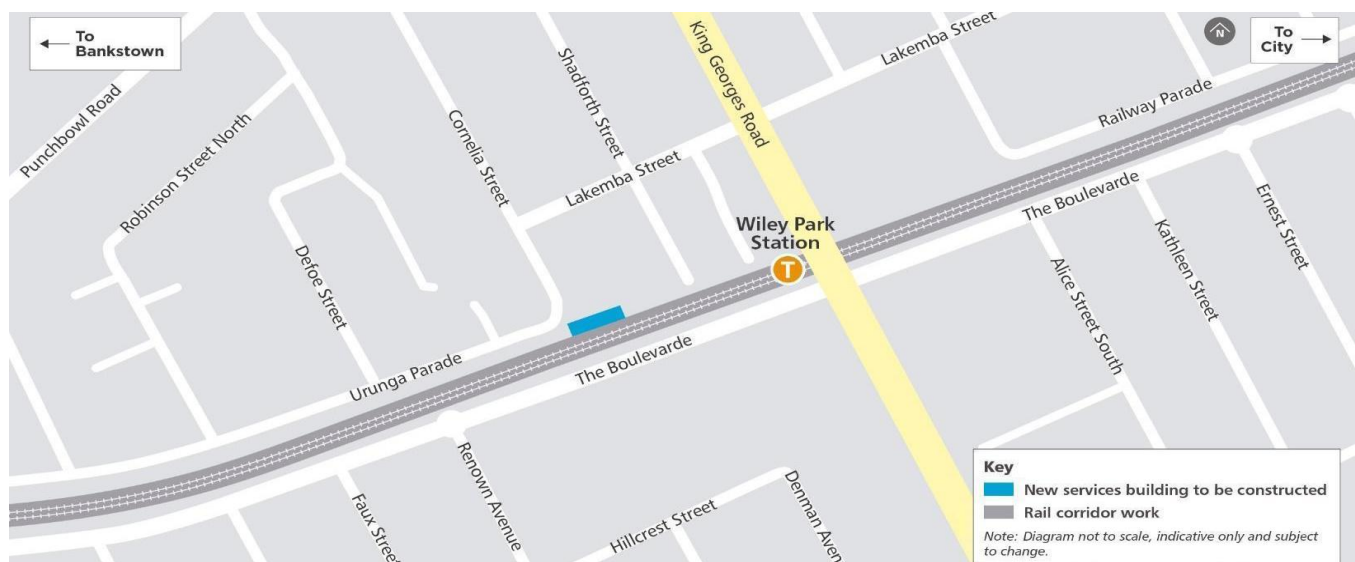 To
Bankstown
Punchbowl Road
Robinson Street North
Defoe Street
Cornelia Street
Shadforth Street
Lakemba Street
King Georges Road
Lakemba Street
N
To
City
Railway Parade
Wiley Park
Station
T
The Boulevarde
Urunga Parade
The Boulevarde
Faux Street
Renown Avenue
Hillcrest Street
Denman Aven
Alice Street South
Kathleen Street
Ernest Street
Key
New services building to be constructed
Rail corridor work
Note: Diagram not to scale, indicative only and subject
to change.